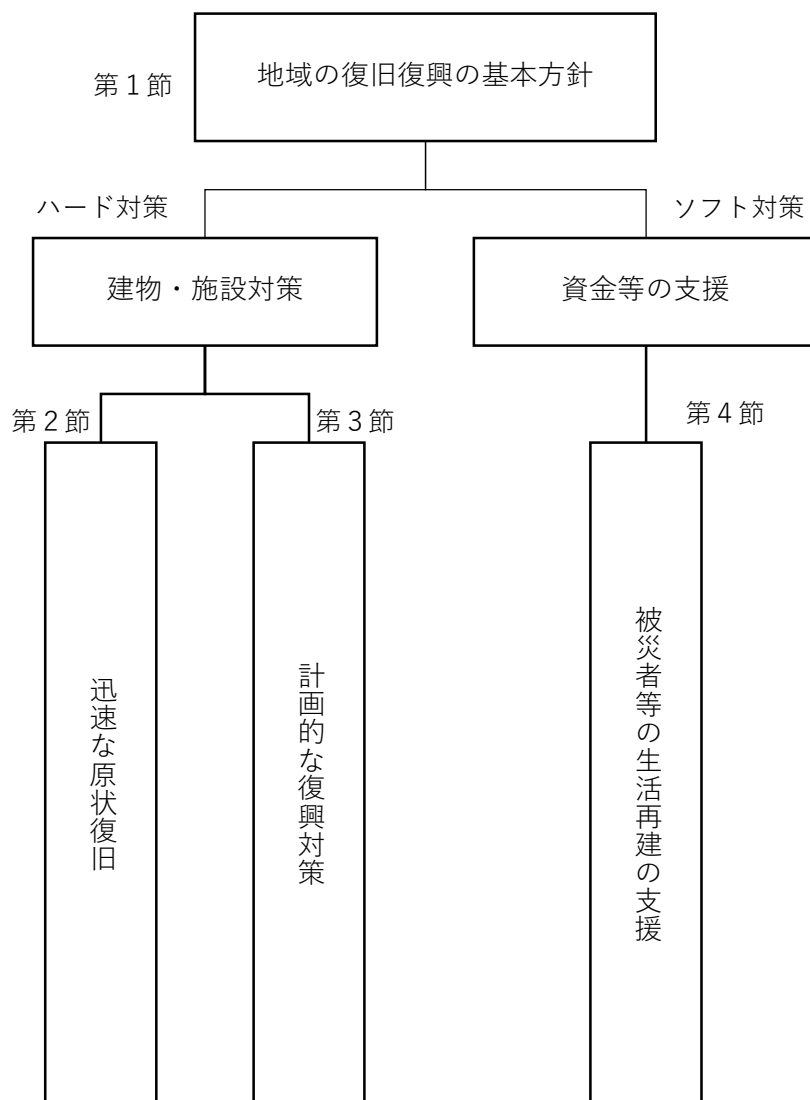 第１節
地域の復旧復興の基本方針
ハード対策
ソフト対策
建物・施設対策
資金等の支援
第２節
第３節
第４節
迅速な原状復旧
計画的な復興対策
被災者等の生活再建の支援